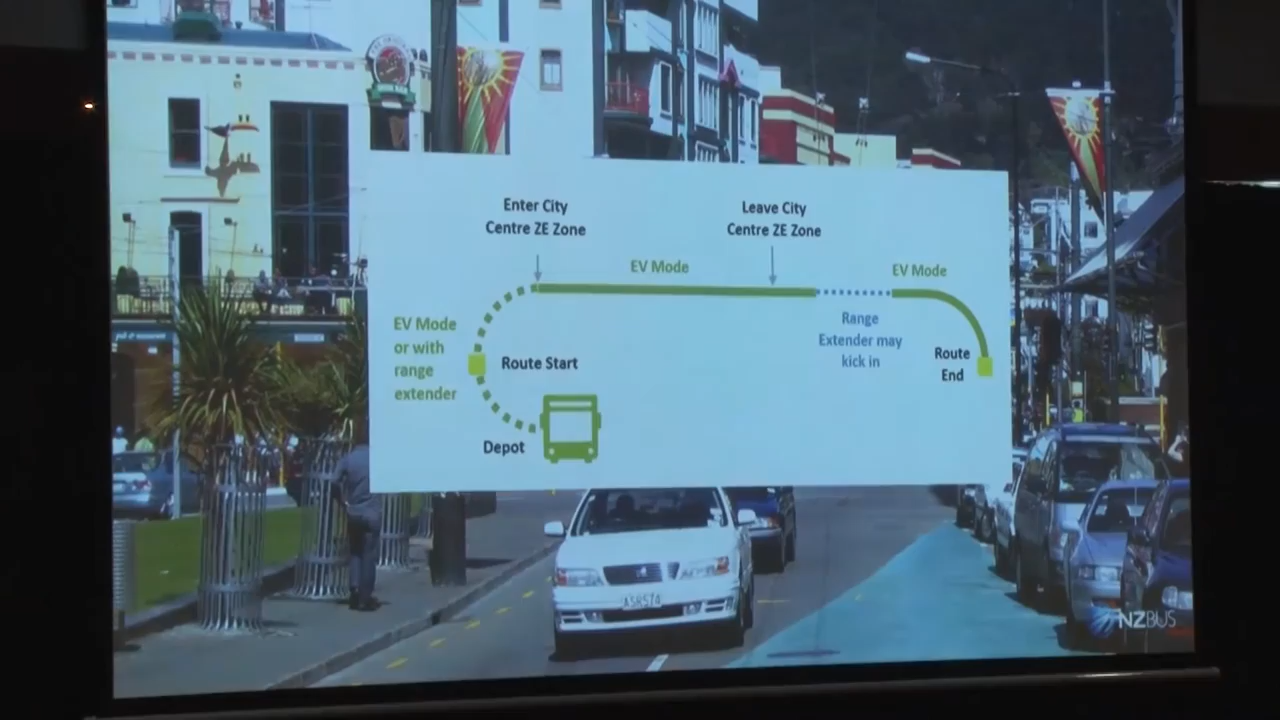 Enter City
Centre ZE Zone
Leave City
Centre ZE Zone
EV Mode
EV Mode
EV Mode
or with
range
extender
Range
Extender may
kick in
Route Start
Route
End
Depot
NZBUS